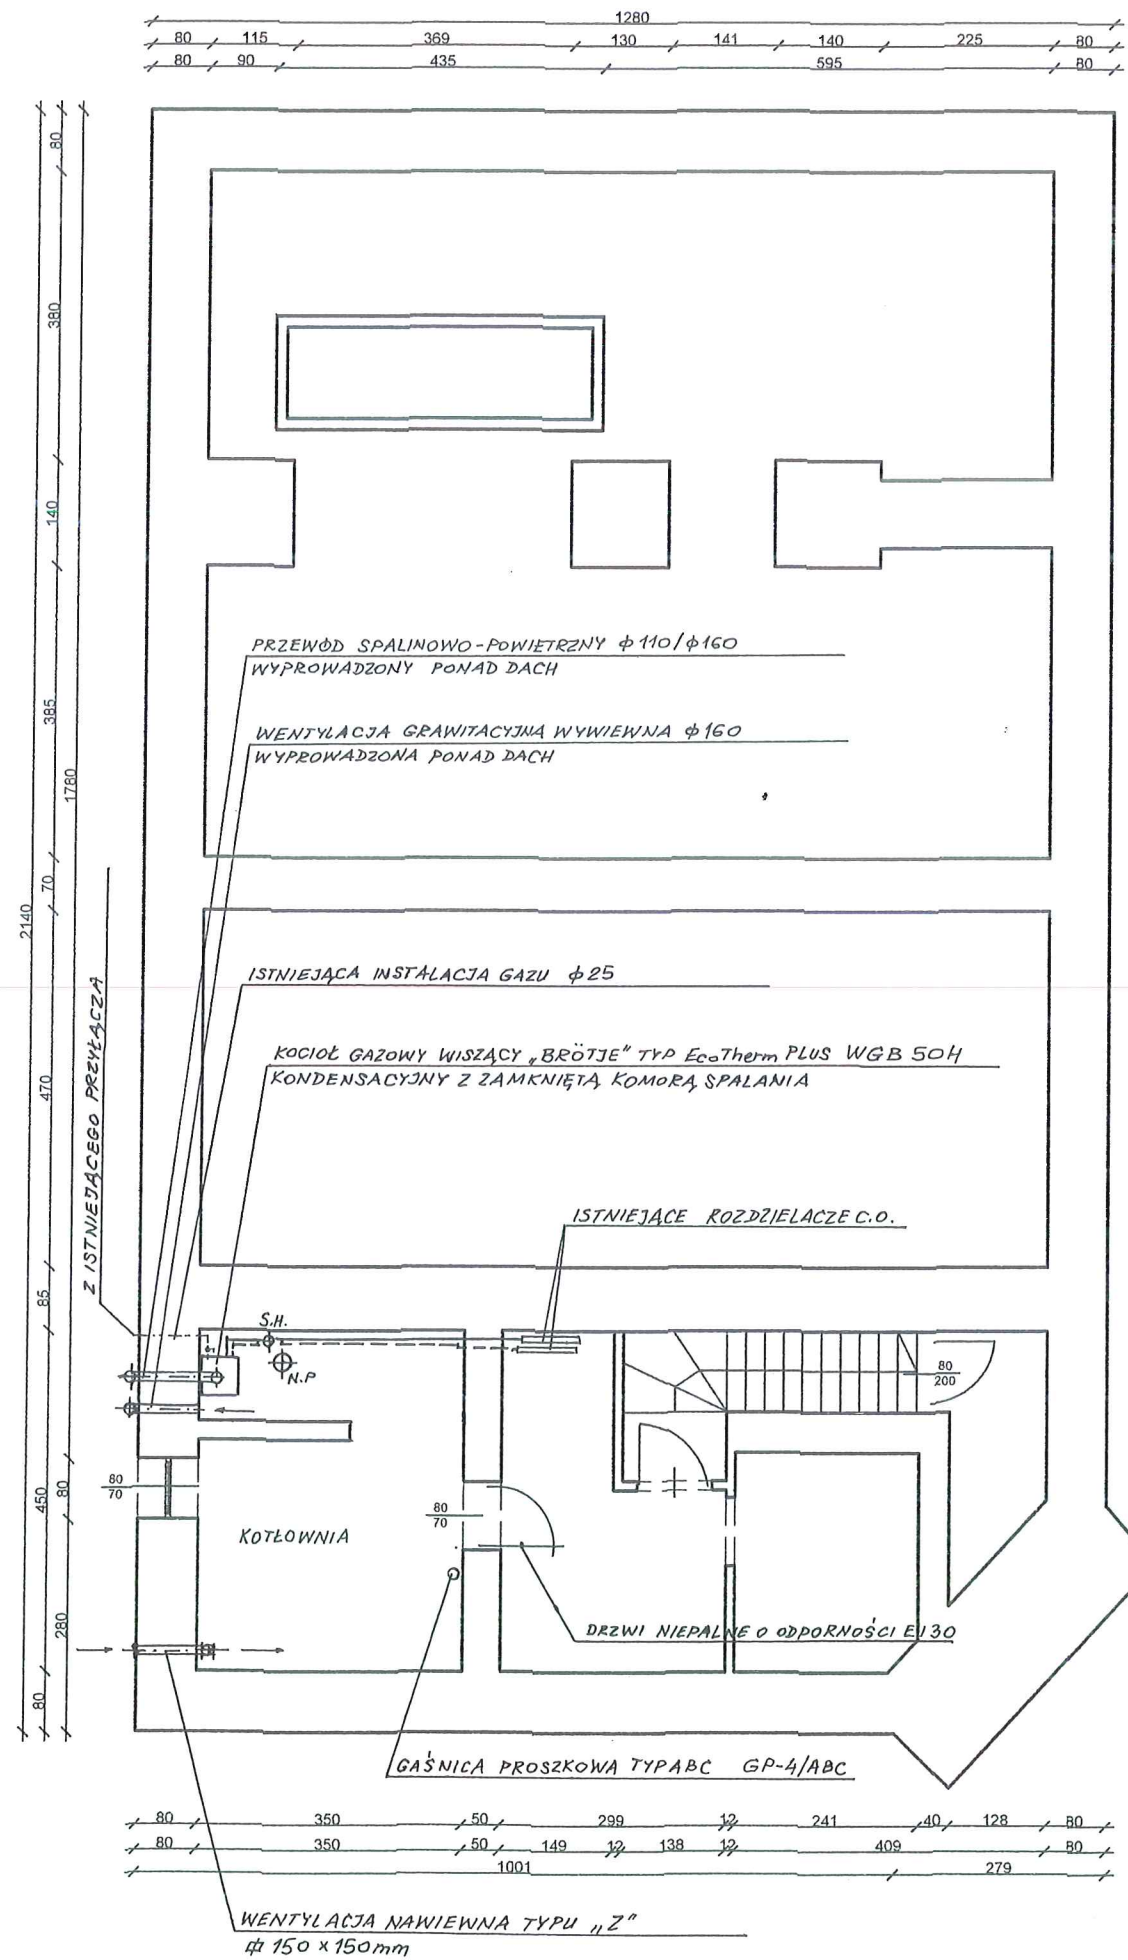 1280
80 115 369 130 141 140 225 80
80 90 435 595 80
80
380
140
385
1780
70
2140
470
85
450
80
280
80
PRZEWÓD SPALINOWO-POWIETRZNY ϕ110/ϕ160
WYPROWADZONY PONAD DACH
WENTYLACJA GRAWITACYJNA WYWIEWNA ϕ160
WYPROWADZONA PONAD DACH
Z ISTNIEJĄCEGO PRZYŁĄCZA
ISTNIEJĄCA INSTALACJA GAZU ϕ25
KOCIOŁ GAZOWY WISZĄCY „BRÖTJE" TYP EcoTherm PLUS WGB 50H
KONDENSACYJNY Z ZAMKNIĘTĄ KOMORĄ SPALANIA
ISTNIEJĄCE ROZDZIELACZE C.O.
S.H.
N.P
80
200
80
70
80
70
KOTŁOWNIA
DRZWI NIEPALNE O ODPORNOŚCI EI30
GAŚNICA PROSZKOWA TYP ABC GP-4/ABC
80 350 50 299 12 241 40 128 80
80 350 50 149 12 138 12 409 80
1001 279
WENTYLACJA NAWIEWNA TYPU „Z"
150 x 150mm